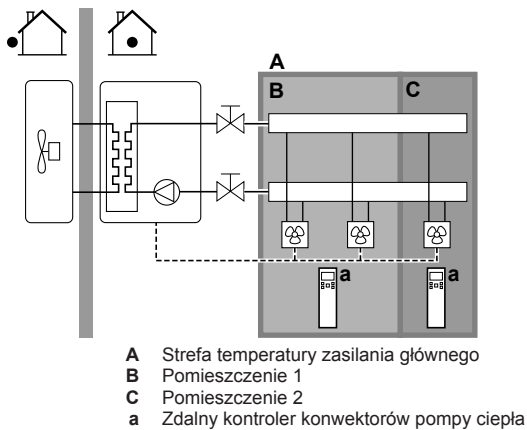 A
B C
a a
A Strefa temperatury zasilania głównego
B Pomieszczenie 1
C Pomieszczenie 2
a Zdalny kontroler konwektorów pompy ciepła